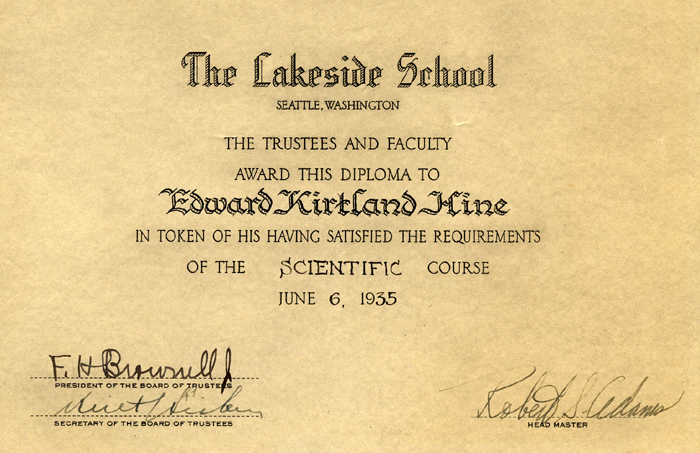 The Lakeside School
SEATTLE, WASHINGTON
THE TRUSTEES AND FACULTY
AWARD THIS DIPLOMA TO
Edward Kirtland Hine
IN TOKEN OF HIS HAVING SATISFIED THE REQUIREMENTS
OF THE SCIENTIFIC COURSE
JUNE 6, 1935
F. H. Brownell Jr
PRESIDENT OF THE BOARD OF TRUSTEES
SECRETARY OF THE BOARD OF TRUSTEES
Robert S. Adams
HEAD MASTER